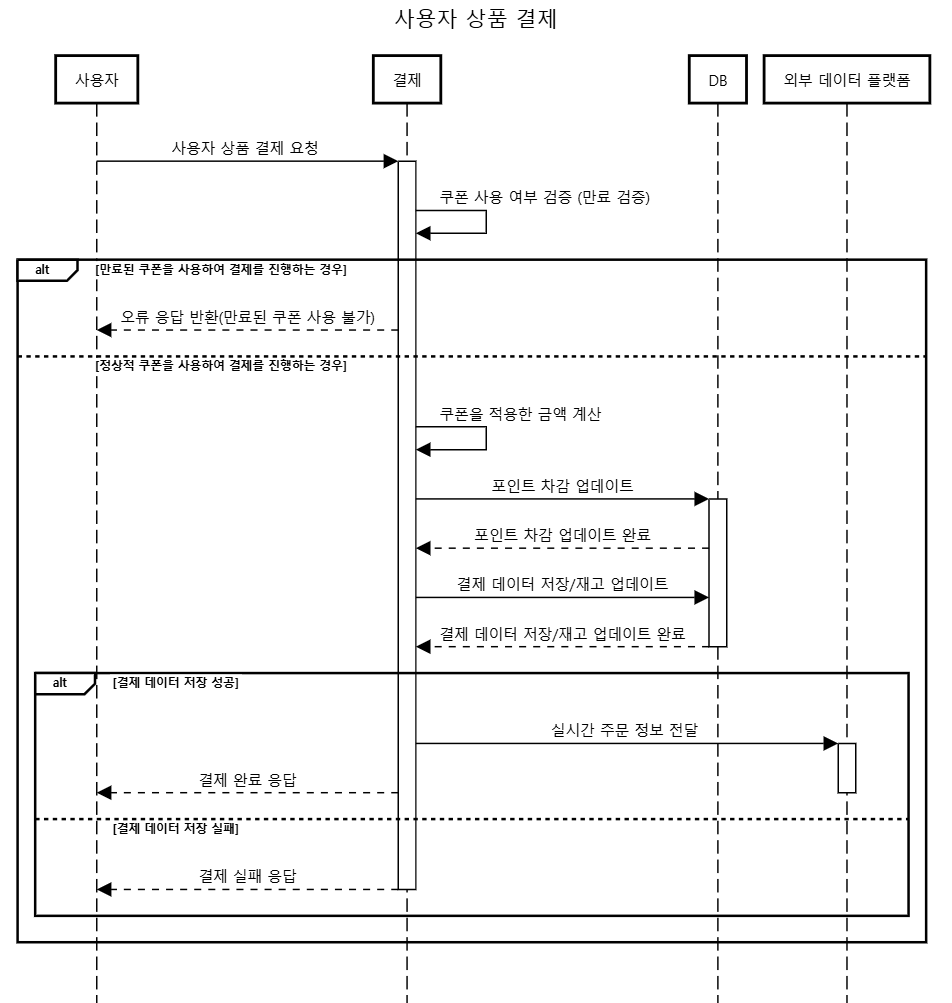 사용자 상품 결제
사용자
결제
DB
외부 데이터 플랫폼
사용자 상품 결제 요청
쿠폰 사용 여부 검증 (만료 검증)
alt
[만료된 쿠폰을 사용하여 결제를 진행하는 경우]
오류 응답 반환(만료된 쿠폰 사용 불가)
[정상적 쿠폰을 사용하여 결제를 진행하는 경우]
쿠폰을 적용한 금액 계산
포인트 차감 업데이트
포인트 차감 업데이트 완료
결제 데이터 저장/재고 업데이트
결제 데이터 저장/재고 업데이트 완료
alt
[결제 데이터 저장 성공]
실시간 주문 정보 전달
결제 완료 응답
[결제 데이터 저장 실패]
결제 실패 응답